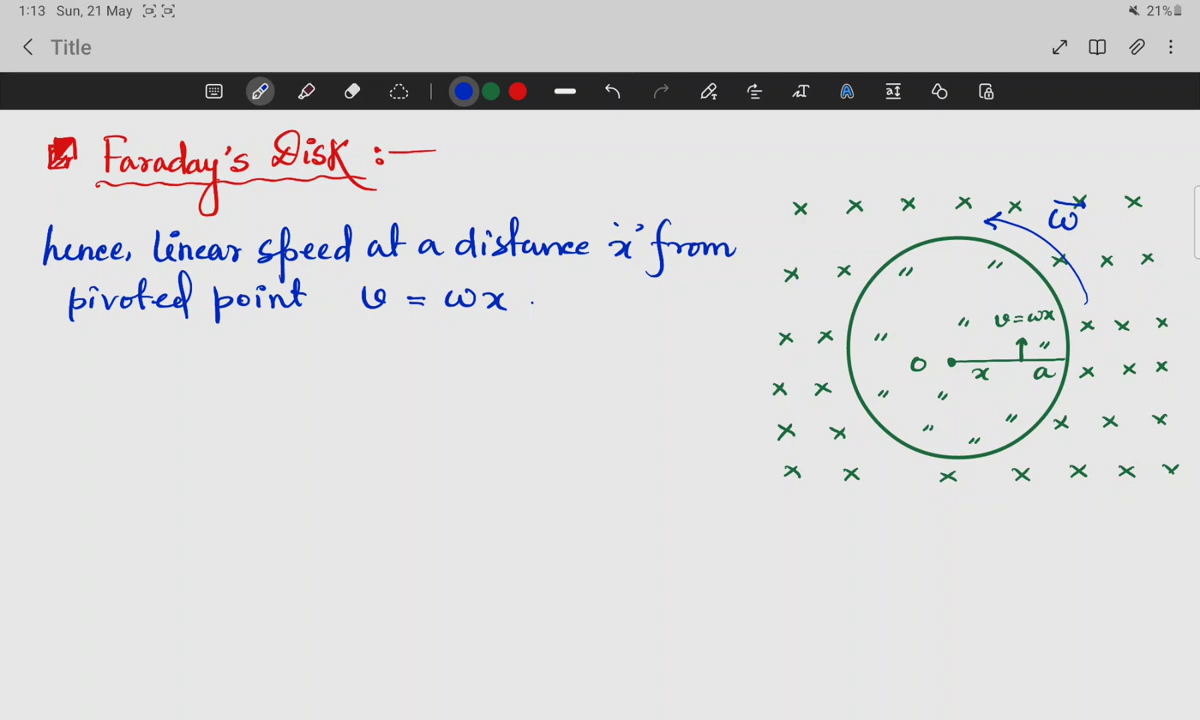 1:13 Sun, 21 May
21%
Title
Faraday's Disk :—
hence, linear speed at a distance 'x' from
pivoted point v = ωx .
ω
v=ωx
O
x
a